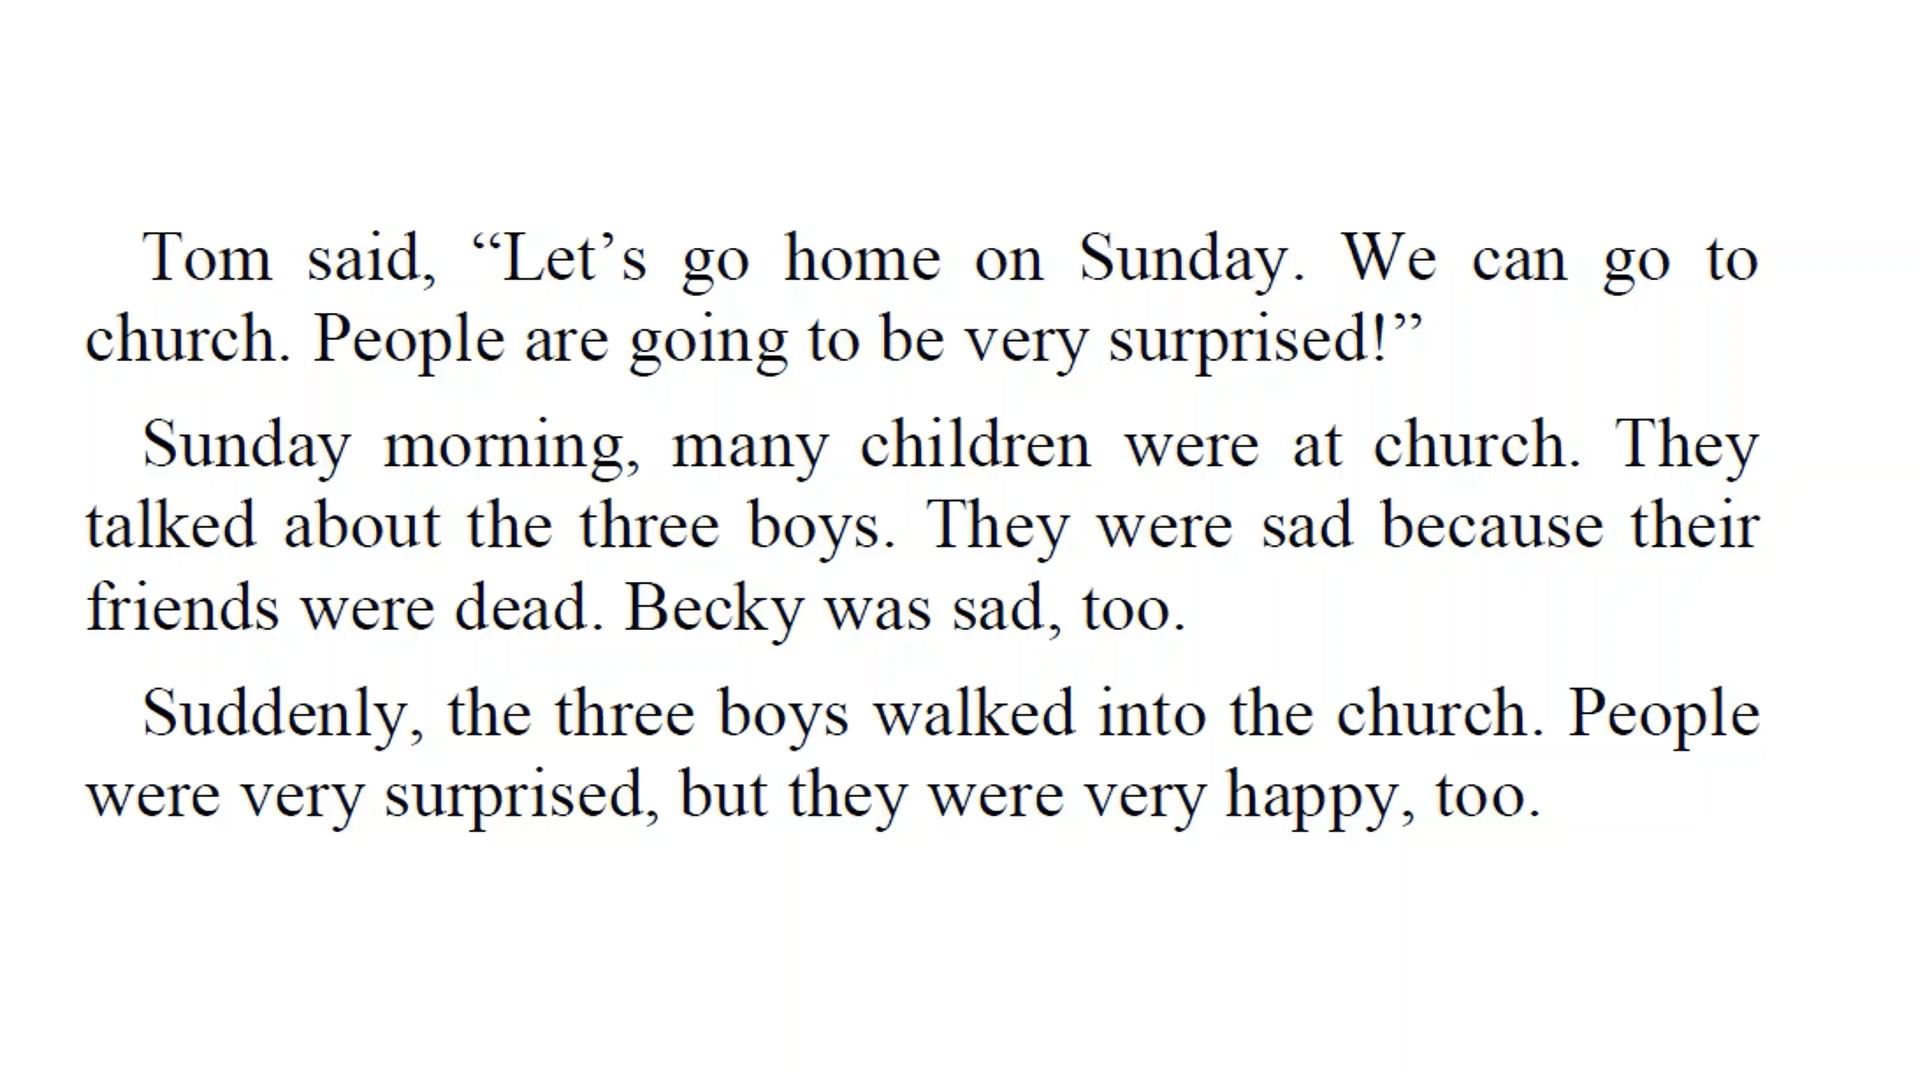 Tom said, “Let’s go home on Sunday. We can go to
church. People are going to be very surprised!”
Sunday morning, many children were at church. They
talked about the three boys. They were sad because their
friends were dead. Becky was sad, too.
Suddenly, the three boys walked into the church. People
were very surprised, but they were very happy, too.